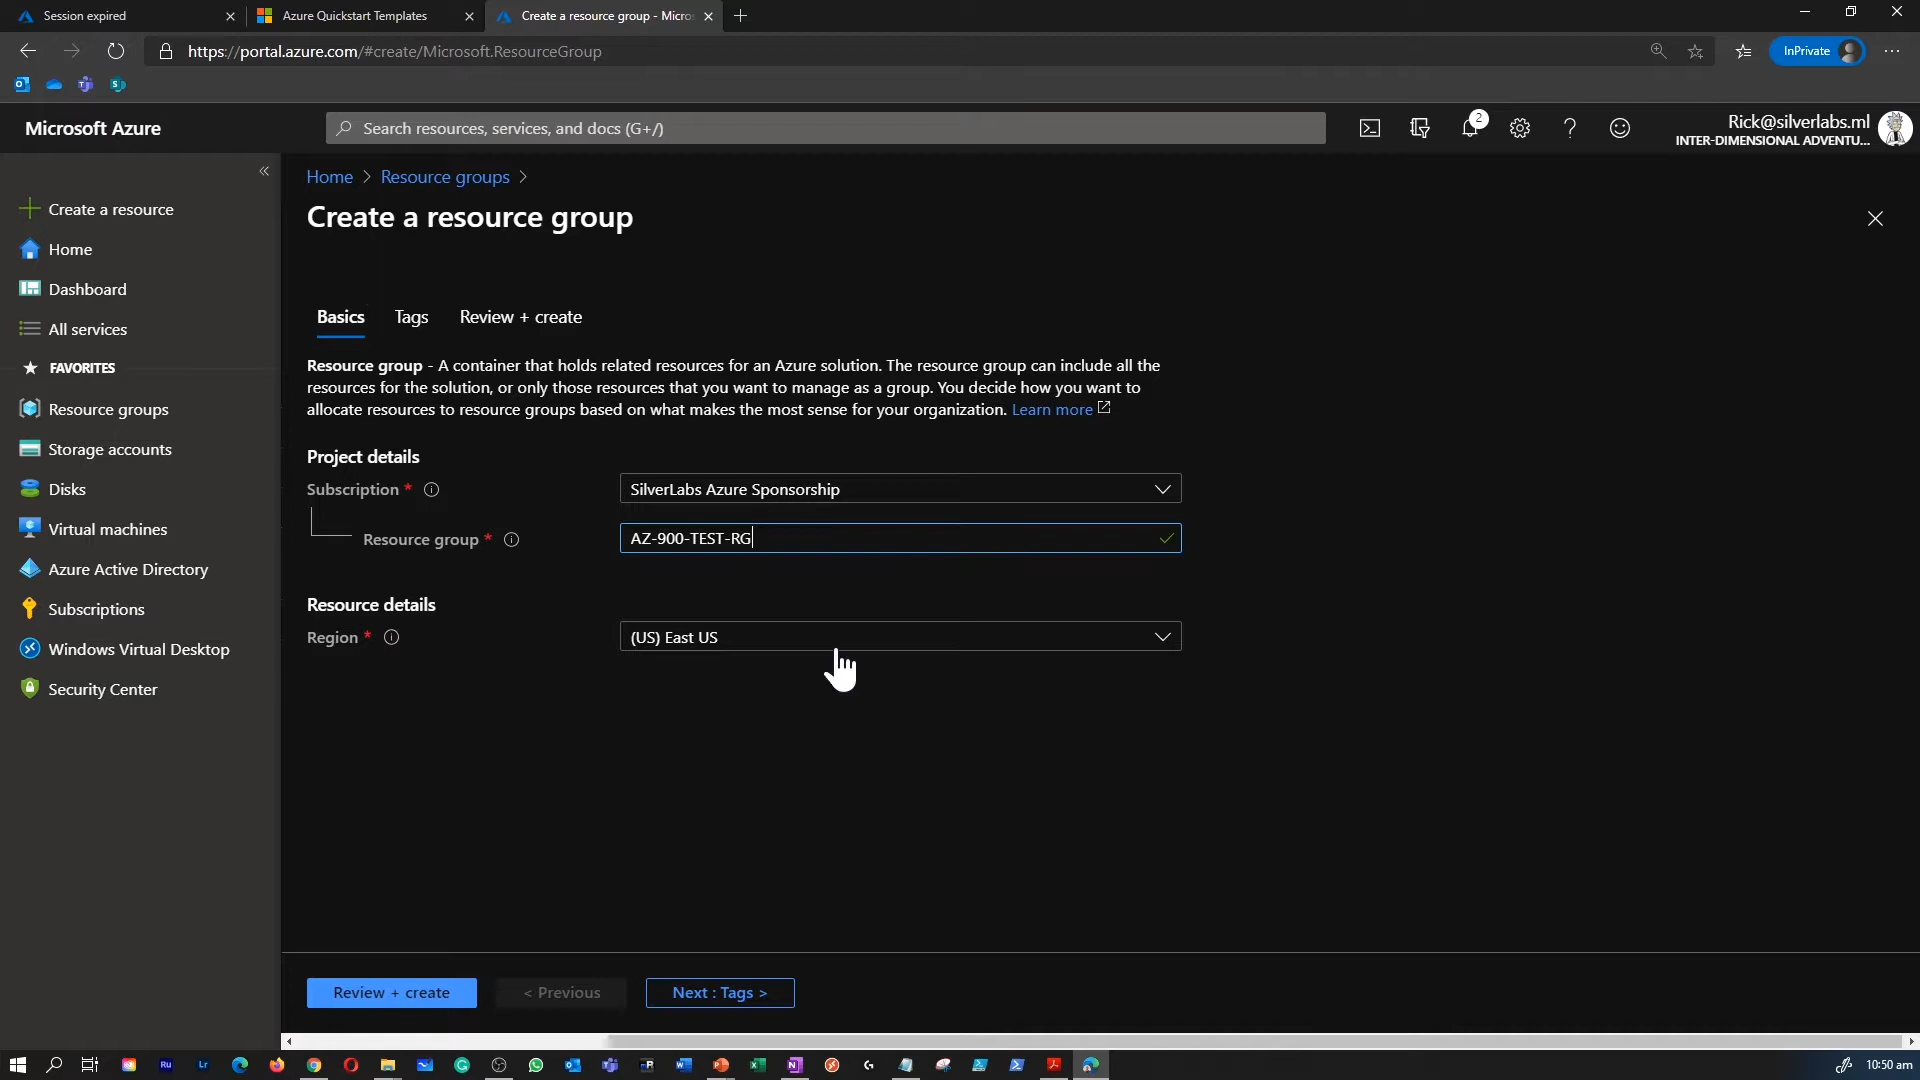 Session expired
Azure Quickstart Templates
Create a resource group - Micros
https://portal.azure.com/#create/Microsoft.ResourceGroup
InPrivate
Microsoft Azure
Search resources, services, and docs (G+/)
2
Rick@silverlabs.ml
INTER-DIMENSIONAL ADVENTU...
Home > Resource groups >
Create a resource group
Create a resource
Home
Dashboard
All services
FAVORITES
Resource groups
Storage accounts
Disks
Virtual machines
Azure Active Directory
Subscriptions
Windows Virtual Desktop
Security Center
Basics
Tags
Review + create
Resource group - A container that holds related resources for an Azure solution. The resource group can include all the
resources for the solution, or only those resources that you want to manage as a group. You decide how you want to
allocate resources to resource groups based on what makes the most sense for your organization. Learn more
Project details
Subscription *
SilverLabs Azure Sponsorship
Resource group *
AZ-900-TEST-RG
Resource details
Region *
(US) East US
Review + create
< Previous
Next : Tags >
Ru
Lr
10:50 am